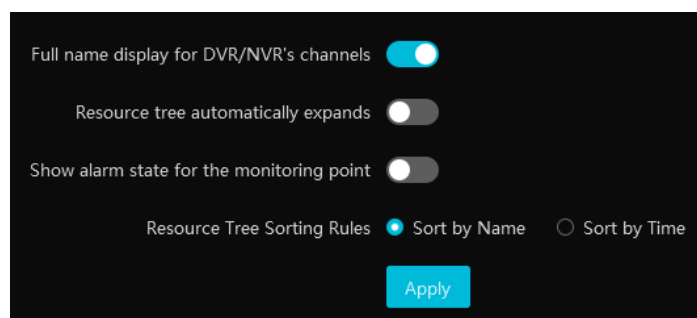 Full name display for DVR/NVR's channels
Resource tree automatically expands
Show alarm state for the monitoring point
Resource Tree Sorting Rules Sort by Name Sort by Time
Apply